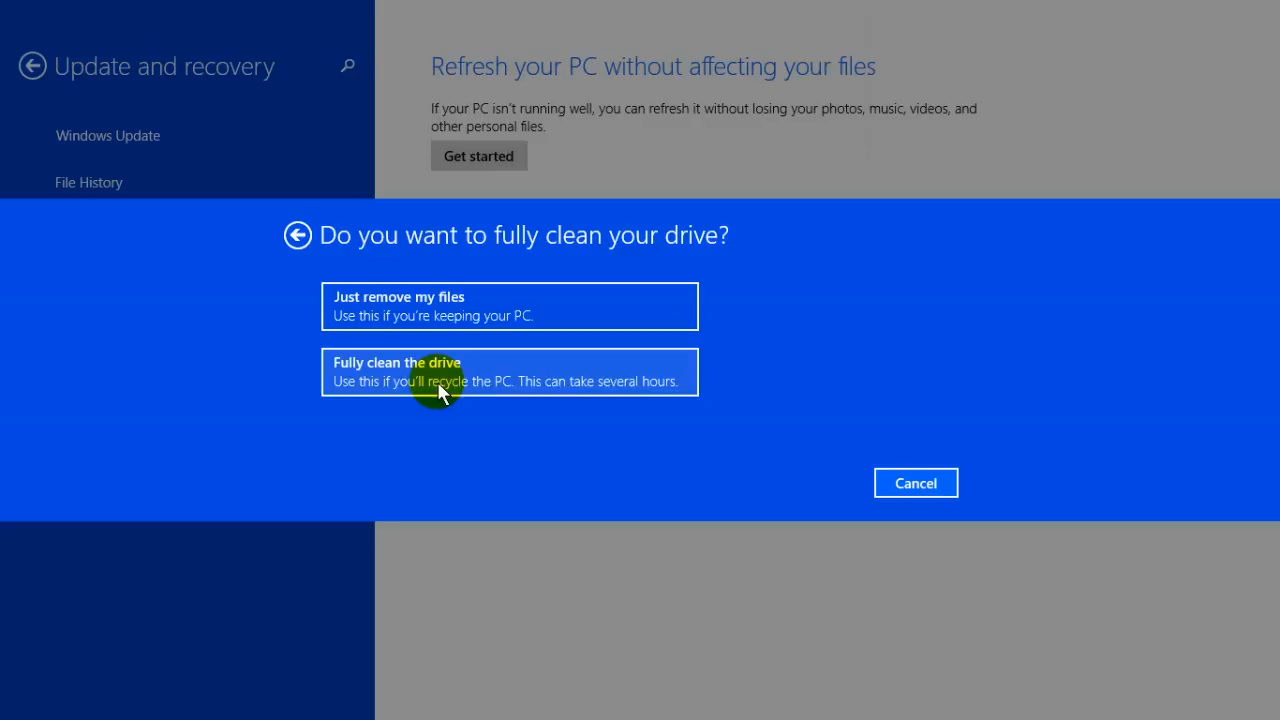 Update and recovery
Windows Update
File History
Refresh your PC without affecting your files
If your PC isn't running well, you can refresh it without losing your photos, music, videos, and
other personal files.
Get started
Do you want to fully clean your drive?
Just remove my files
Use this if you're keeping your PC.
Fully clean the drive
Use this if you'll recycle the PC. This can take several hours.
Cancel